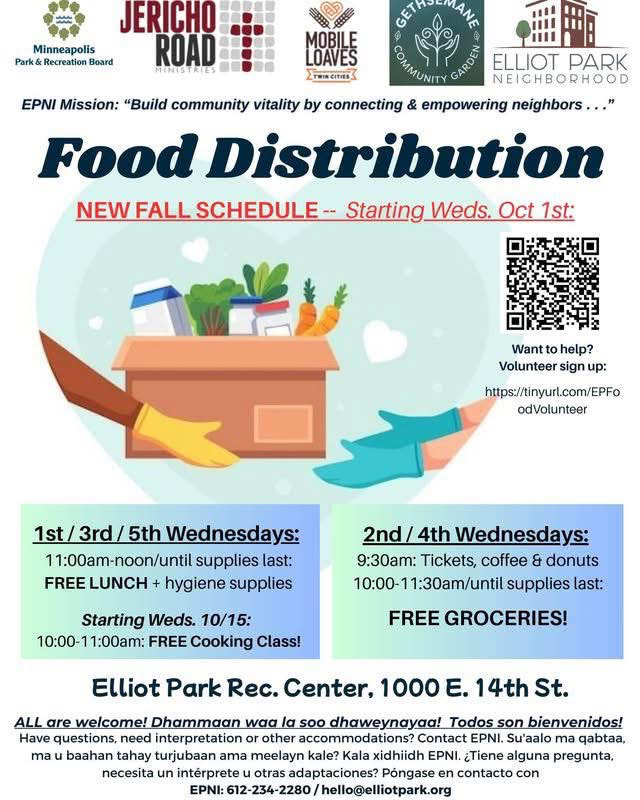 Minneapolis
Park & Recreation Board
JERICHO
ROAD
MINISTRIES
MOBILE
LOAVES
TWIN CITIES
GETHSEMANE
COMMUNITY GARDEN
ELLIOT PARK
NEIGHBORHOOD
EPNI Mission: “Build community vitality by connecting & empowering neighbors . . .”
Food Distribution
NEW FALL SCHEDULE -- Starting Weds. Oct 1st:
Want to help?
Volunteer sign up:
https://tinyurl.com/EPFo
odVolunteer
1st / 3rd / 5th Wednesdays:
11:00am-noon/until supplies last:
FREE LUNCH + hygiene supplies
Starting Weds. 10/15:
10:00-11:00am: FREE Cooking Class!
2nd / 4th Wednesdays:
9:30am: Tickets, coffee & donuts
10:00-11:30am/until supplies last:
FREE GROCERIES!
Elliot Park Rec. Center, 1000 E. 14th St.
ALL are welcome! Dhammaan waa la soo dhaweynayaa! Todos son bienvenidos!
Have questions, need interpretation or other accommodations? Contact EPNI. Su'aalo ma qabtaa,
ma u baahan tahay turjubaan ama meelayn kale? Kala xidhiidh EPNI. ¿Tiene alguna pregunta,
necesita un intérprete u otras adaptaciones? Póngase en contacto con
EPNI: 612-234-2280 / hello@elliotpark.org